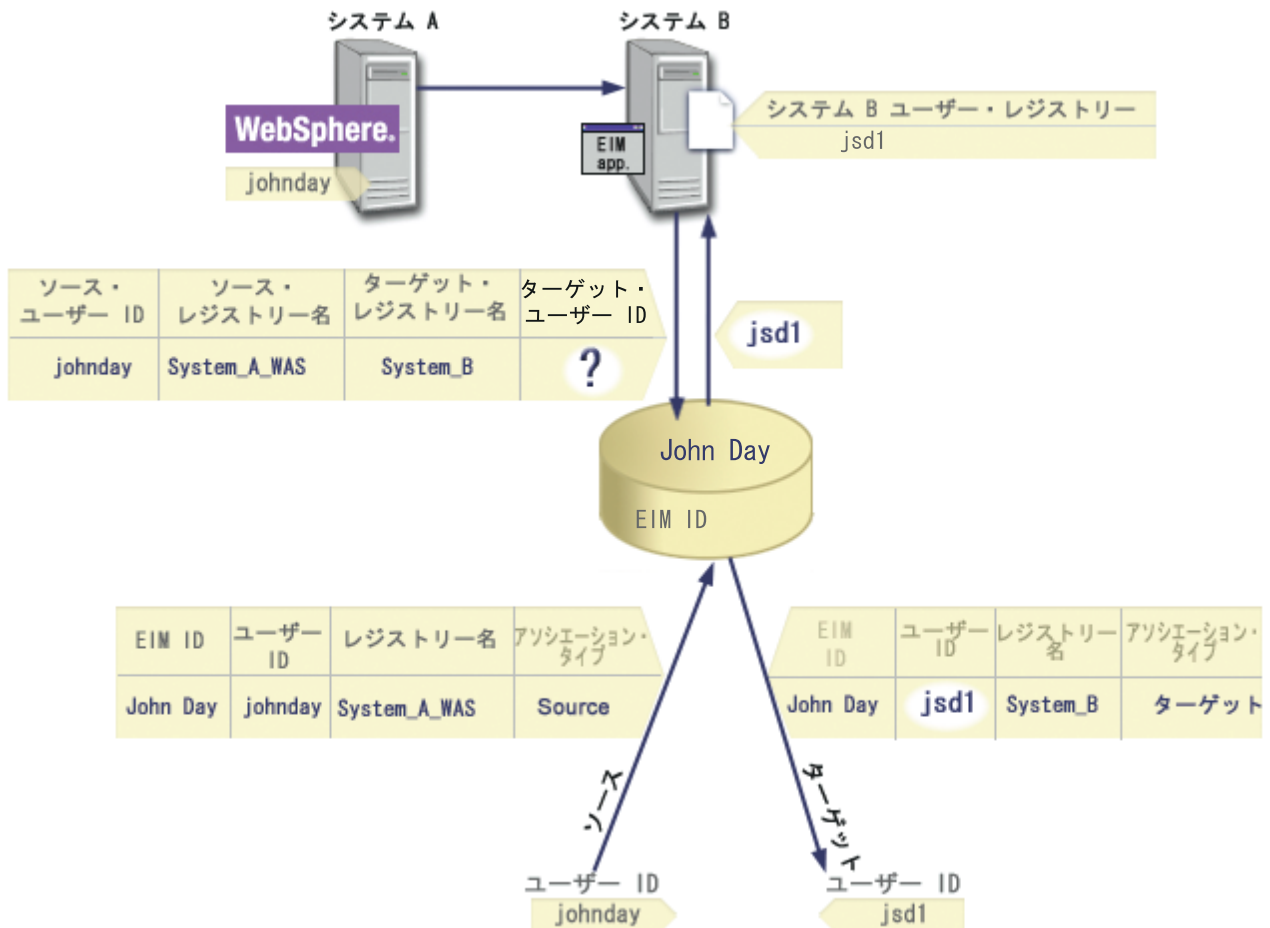 システム A
システム B
WebSphere.
johnday
EIM
app.
システム B ユーザー・レジストリー
jsd1
ソース・
ユーザー ID
ソース・
レジストリー名
ターゲット・
レジストリー名
ターゲット・
ユーザー ID
johnday
System_A_WAS
System_B
?
jsd1
John Day
EIM ID
EIM ID
ユーザー
ID
レジストリー名
アソシエーション・
タイプ
John Day
johnday
System_A_WAS
Source
EIM
ID
ユーザー
ID
レジストリー
名
アソシエーション・
タイプ
John Day
jsd1
System_B
ターゲット
ソース
ターゲット
ユーザー ID
johnday
ユーザー ID
jsd1